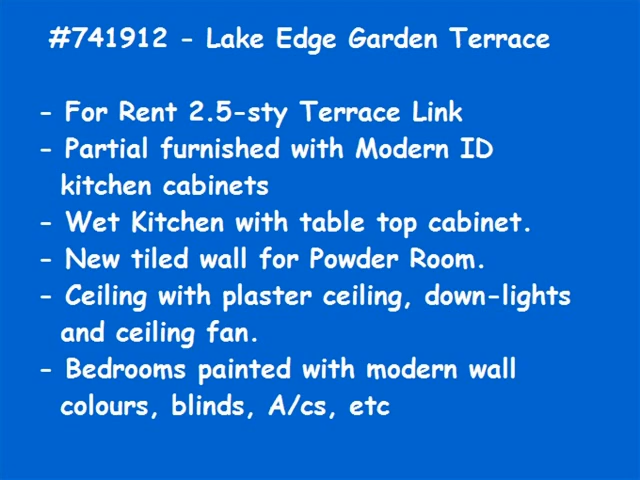 #741912 - Lake Edge Garden Terrace
- For Rent 2.5-sty Terrace Link
- Partial furnished with Modern ID
kitchen cabinets
- Wet Kitchen with table top cabinet.
- New tiled wall for Powder Room.
- Ceiling with plaster ceiling, down-lights
and ceiling fan.
- Bedrooms painted with modern wall
colours, blinds, A/cs, etc